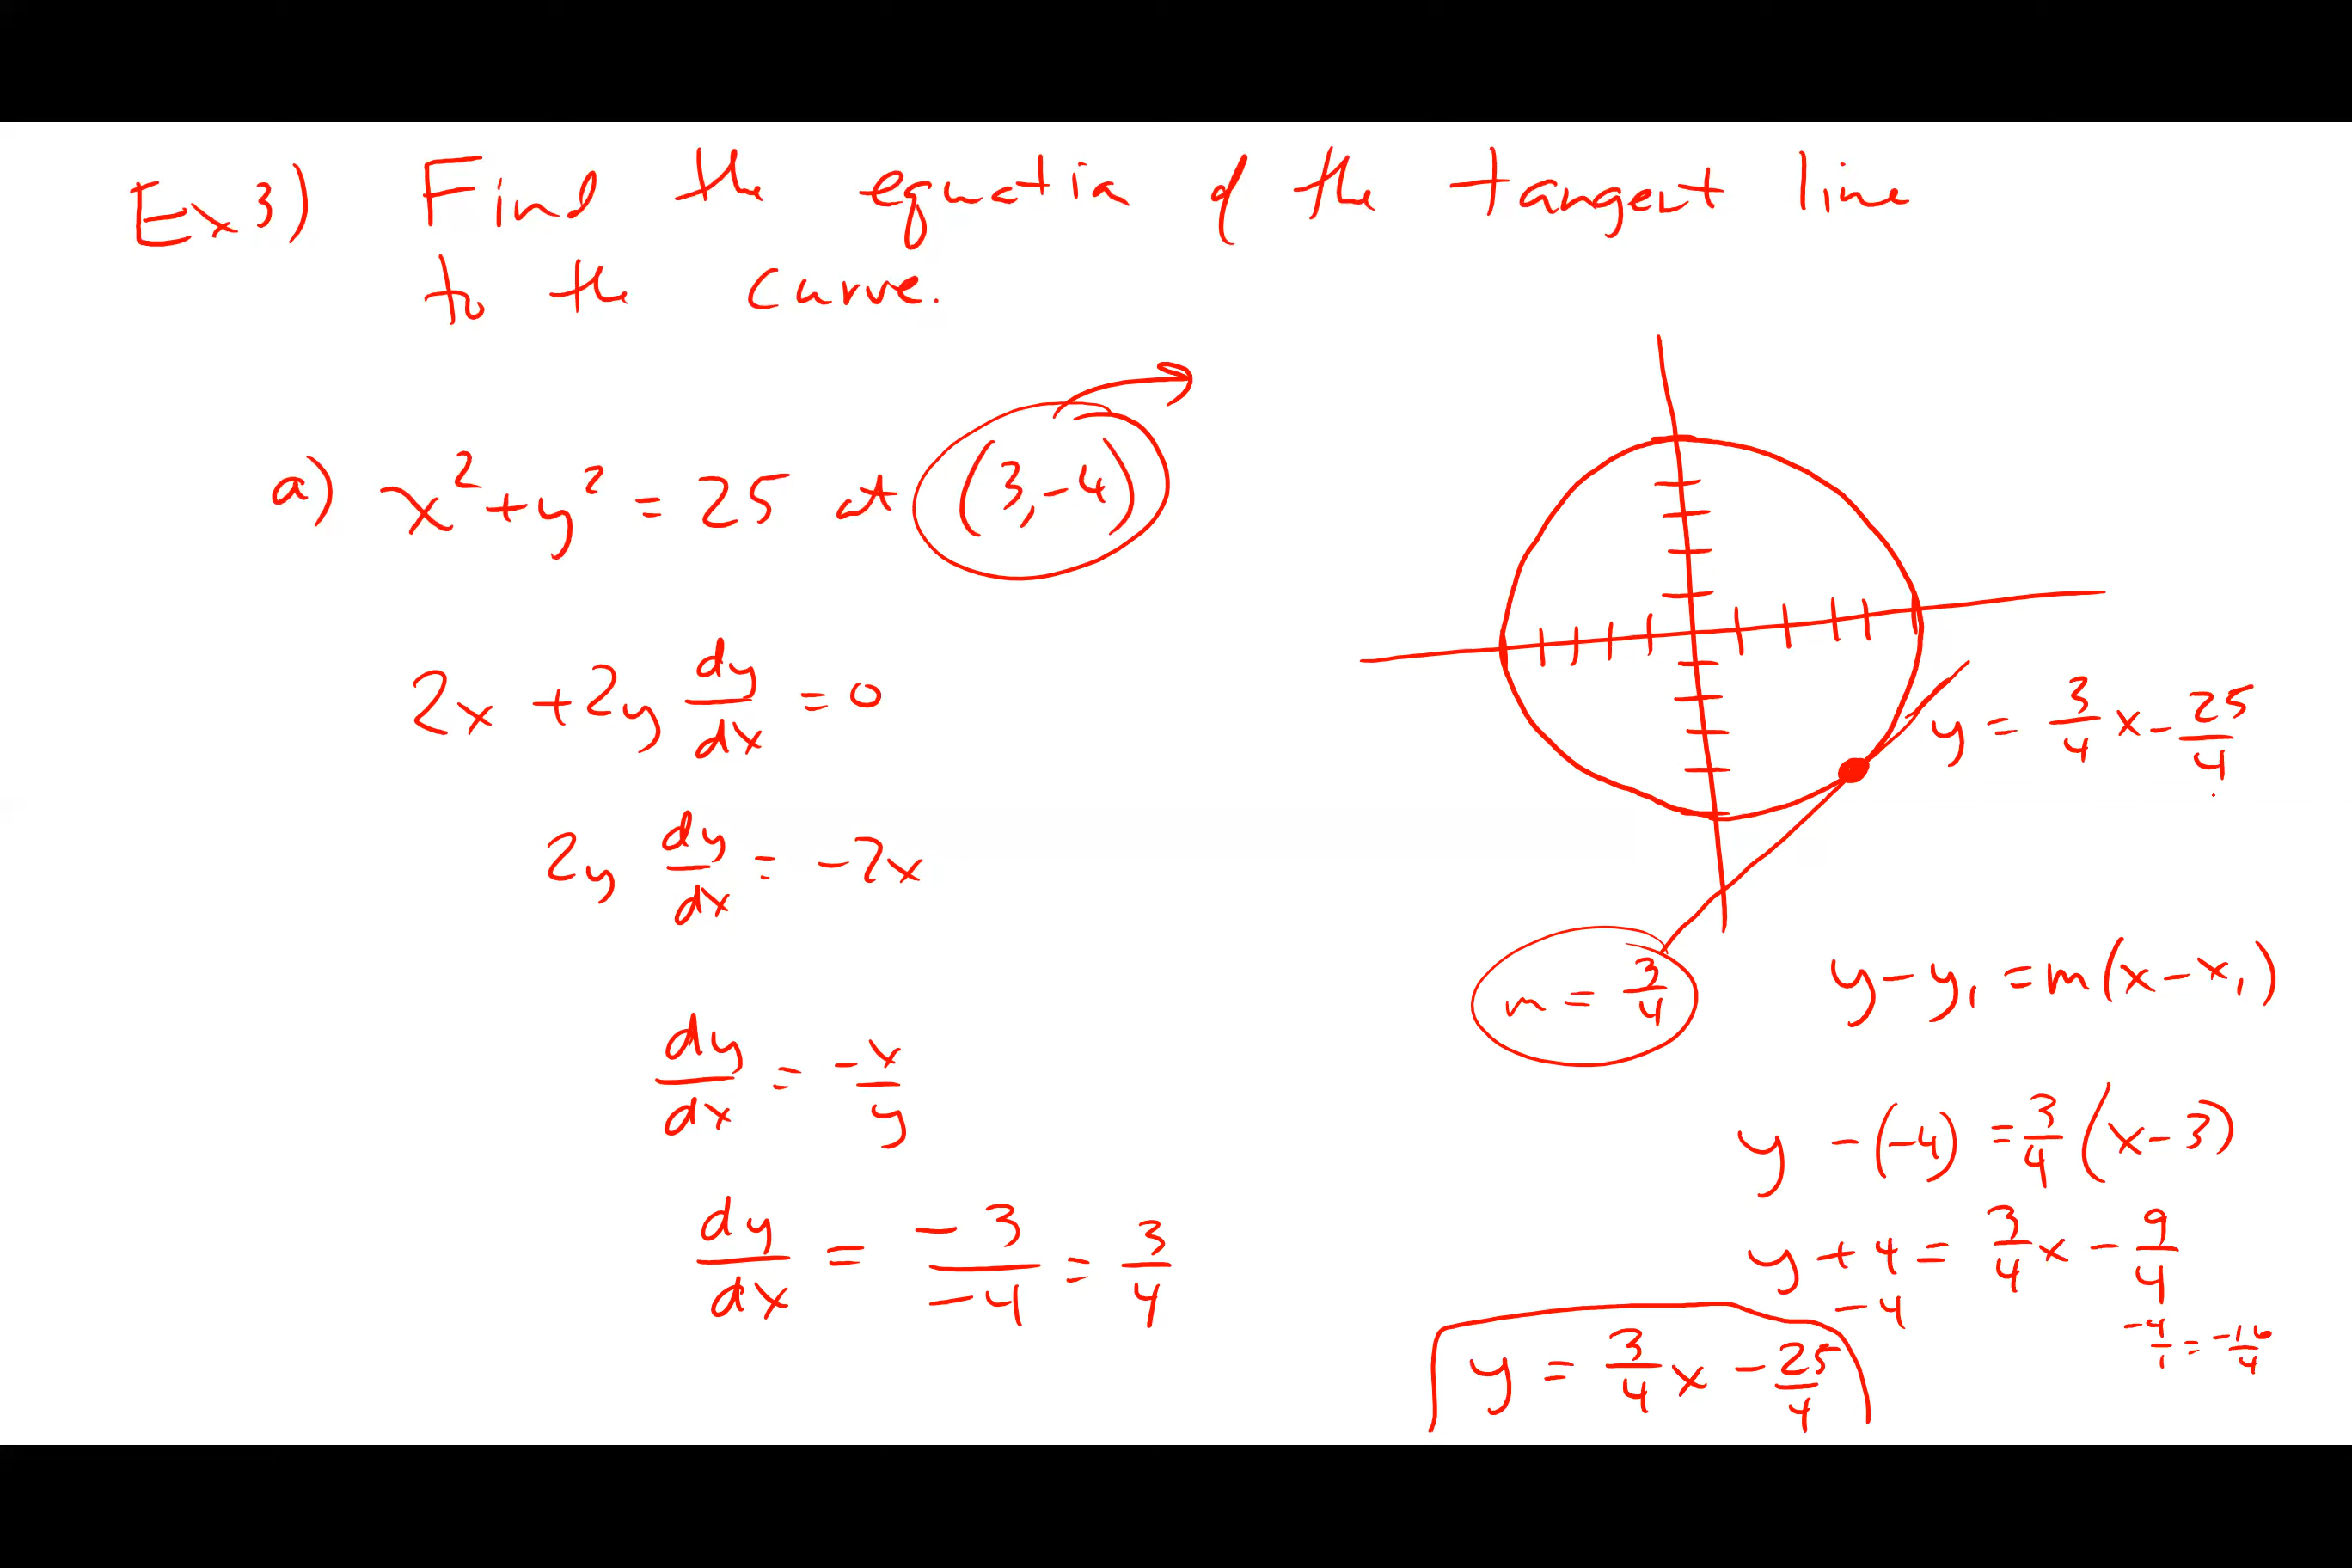 Ex 3) Find the equation of the tangent line
to the curve.
a) x² + y² = 25 at (3, -4)
2x + 2y dy/dx = 0
2y dy/dx = -2x
dy/dx = -x/y
dy/dx = -3/-4 = 3/4
y = 3/4 x - 25/4
m = 3/4
y - y₁ = m(x - x₁)
y - (-4) = 3/4 (x - 3)
y + 4 = 3/4 x - 9/4
-4 -4/1 = -16/4
y = 3/4 x - 25/4